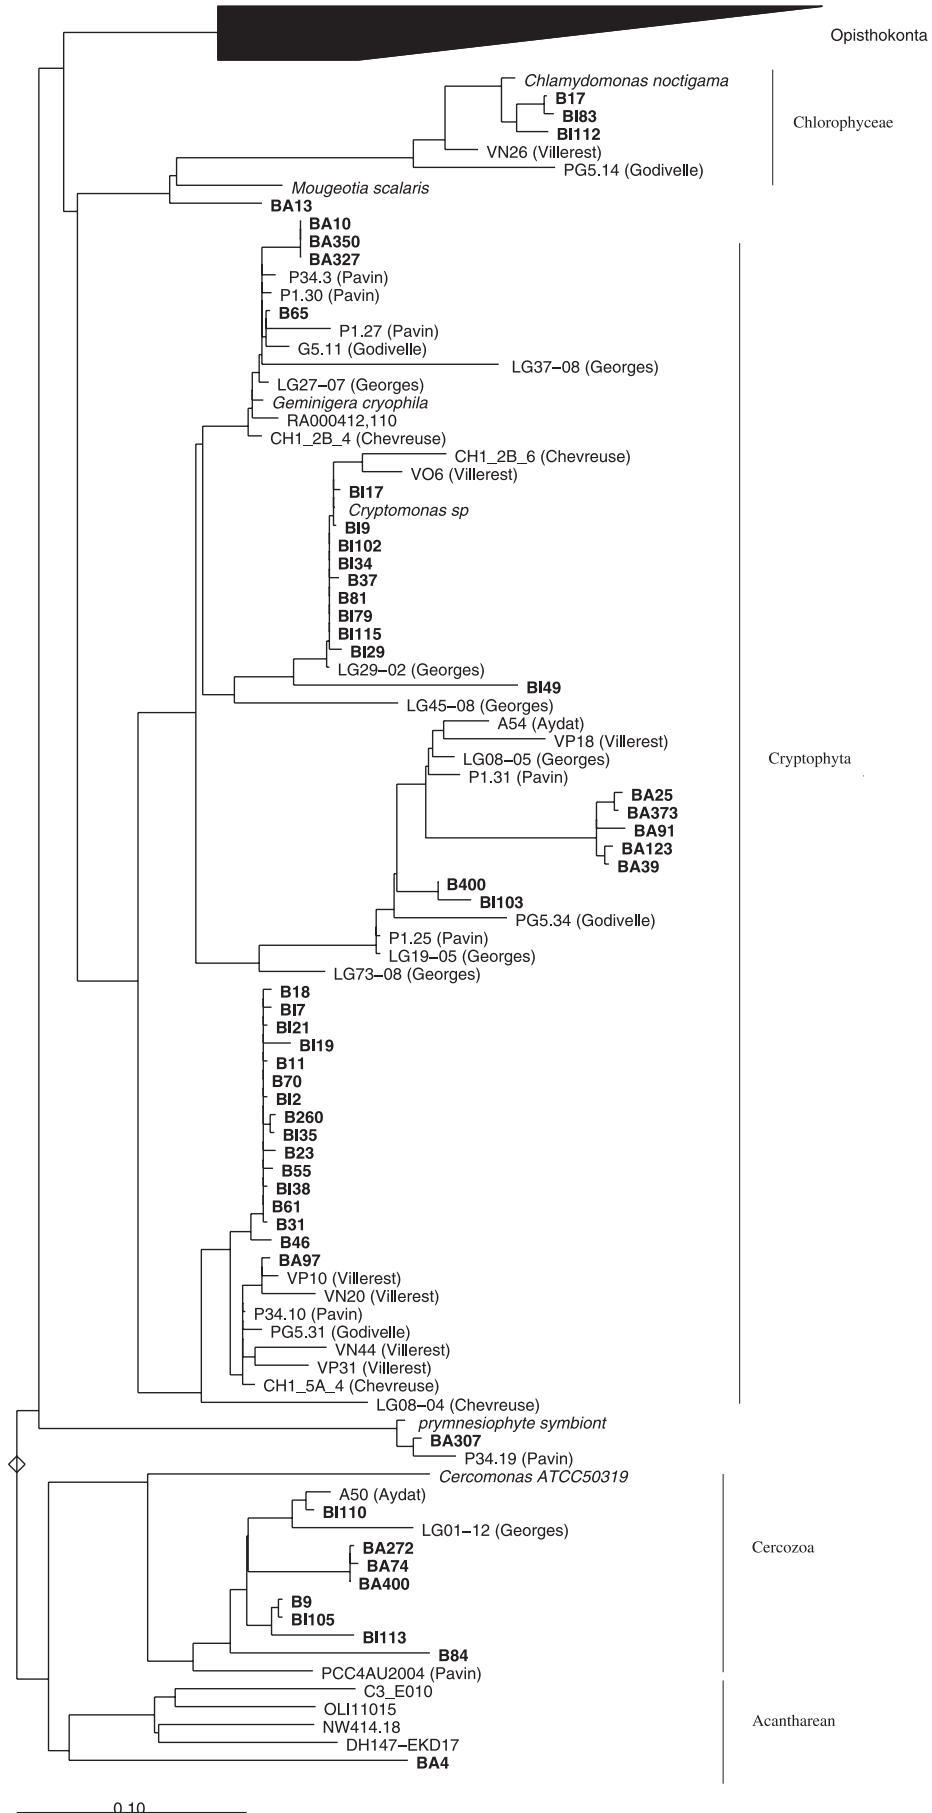 Opisthokonta
Chlamydomonas noctigama
B17
BI83
BI112
Chlorophyceae
VN26 (Villerest)
PG5.14 (Godivelle)
Mougeotia scalaris
BA13
BA10
BA350
BA327
P34.3 (Pavin)
P1.30 (Pavin)
B65
P1.27 (Pavin)
G5.11 (Godivelle)
LG37–08 (Georges)
LG27–07 (Georges)
Geminigera cryophila
RA000412,110
CH1_2B_4 (Chevreuse)
CH1_2B_6 (Chevreuse)
VO6 (Villerest)
BI17
Cryptomonas sp
BI9
BI102
BI34
B37
B81
BI79
BI115
BI29
LG29–02 (Georges)
BI49
LG45–08 (Georges)
A54 (Aydat)
VP18 (Villerest)
LG08–05 (Georges)
Cryptophyta
P1.31 (Pavin)
BA25
BA373
BA91
BA123
BA39
B400
BI103
PG5.34 (Godivelle)
P1.25 (Pavin)
LG19–05 (Georges)
LG73–08 (Georges)
B18
BI7
BI21
BI19
B11
B70
BI2
B260
BI35
B23
B55
BI38
B61
B31
B46
BA97
VP10 (Villerest)
VN20 (Villerest)
P34.10 (Pavin)
PG5.31 (Godivelle)
VN44 (Villerest)
VP31 (Villerest)
CH1_5A_4 (Chevreuse)
LG08–04 (Chevreuse)
prymnesiophyte symbiont
BA307
P34.19 (Pavin)
Cercomonas ATCC50319
A50 (Aydat)
BI110
LG01–12 (Georges)
BA272
Cercozoa
BA74
BA400
B9
BI105
BI113
B84
PCC4AU2004 (Pavin)
C3_E010
OLI11015
Acantharean
NW414.18
DH147–EKD17
BA4
0.10